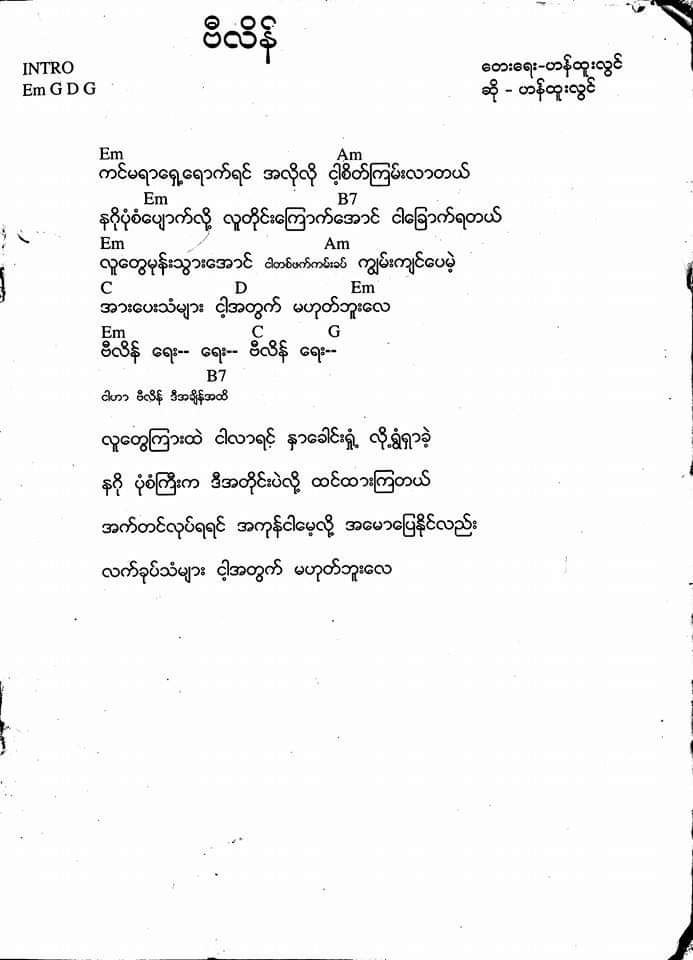 ဗီလိန်
INTRO
Em G D G
တေးရေး-ဟန်ထူးလွင်
ဆို - ဟန်ထူးလွင်
Em Am
ကင်မရာရှေ့ရောက်ရင် အလိုလို ငါ့စိတ်ကြမ်းလာတယ်
Em B7
နဂိုပုံစံပျောက်လို့ လူတိုင်းကြောက်အောင် ငါခြောက်ရတယ်
Em Am
လူတွေမုန်းသွားအောင် ငါတစ်ဖက်ကမ်းခပ် ကျွမ်းကျင်ပေမဲ့
C D Em
အားပေးသံများ ငါ့အတွက် မဟုတ်ဘူးလေ
Em C G
ဗီလိန် ရေး-- ရေး-- ဗီလိန် ရေး--
B7
ငါဟာ ဗီလိန် ဒီအချိန်အထိ
လူတွေကြားထဲ ငါလာရင့် နှာခေါင်းရှုံ့ လို့ရွံရှာခဲ့
နဂို ပုံစံကြီးက ဒီအတိုင်းပဲလို့ ထင်ထားကြတယ်
အက်တင်လုပ်ရရင် အကုန်ငါမေ့လို့ အမောပြေနိုင်လည်း
လက်ခုပ်သံများ ငါ့အတွက် မဟုတ်ဘူးလေ